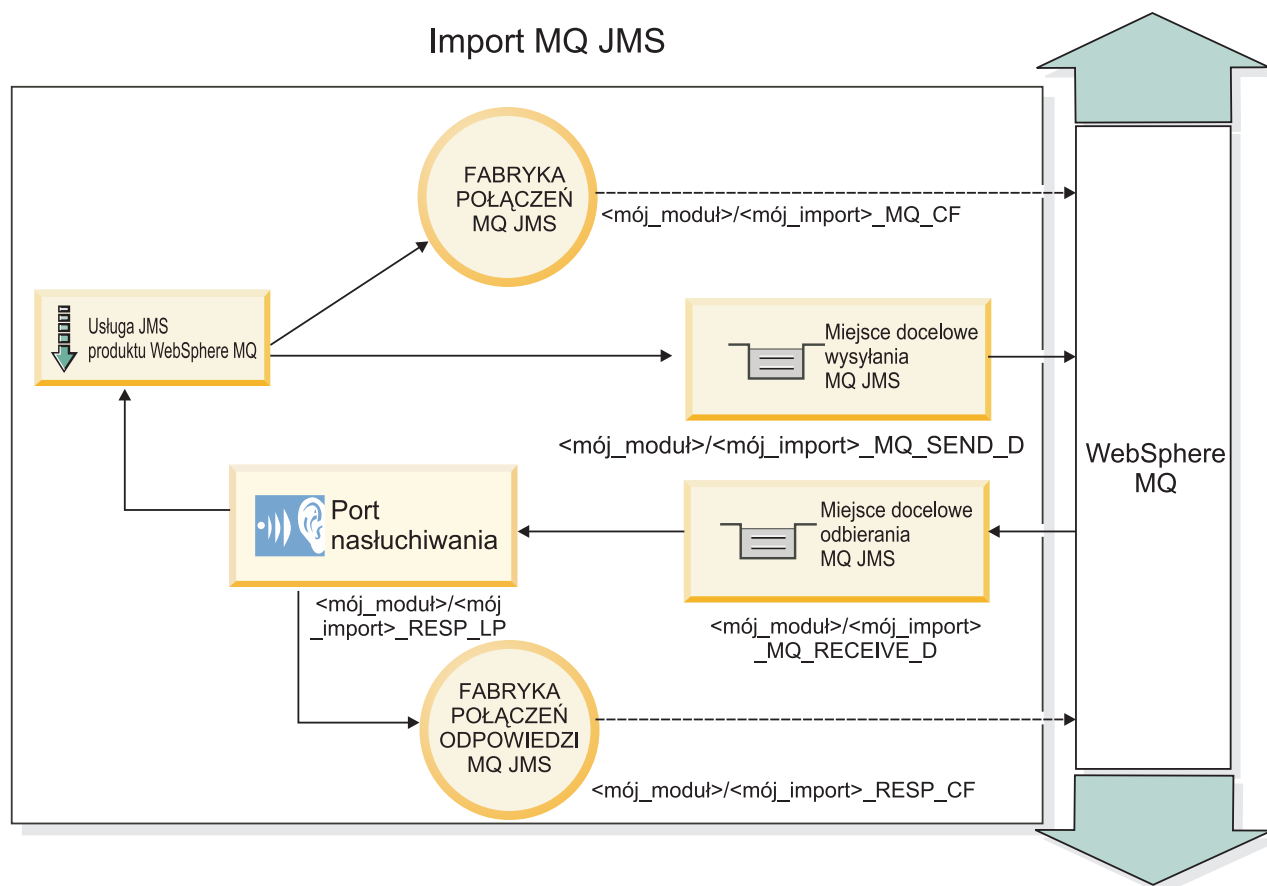 Import MQ JMS
FABRYKA
POŁĄCZEŃ
MQ JMS
<mój_moduł>/<mój_import>_MQ_CF
Usługa JMS
produktu WebSphere MQ
Miejsce docelowe
wysyłania
MQ JMS
<mój_moduł>/<mój_import>_MQ_SEND_D
WebSphere
MQ
Port
nasłuchiwania
Miejsce docelowe
odbierania
MQ JMS
<mój_moduł>/<mój
_import>_RESP_LP
<mój_moduł>/<mój_import>
_MQ_RECEIVE_D
FABRYKA
POŁĄCZEŃ
ODPOWIEDZI
MQ JMS
<mój_moduł>/<mój_import>_RESP_CF